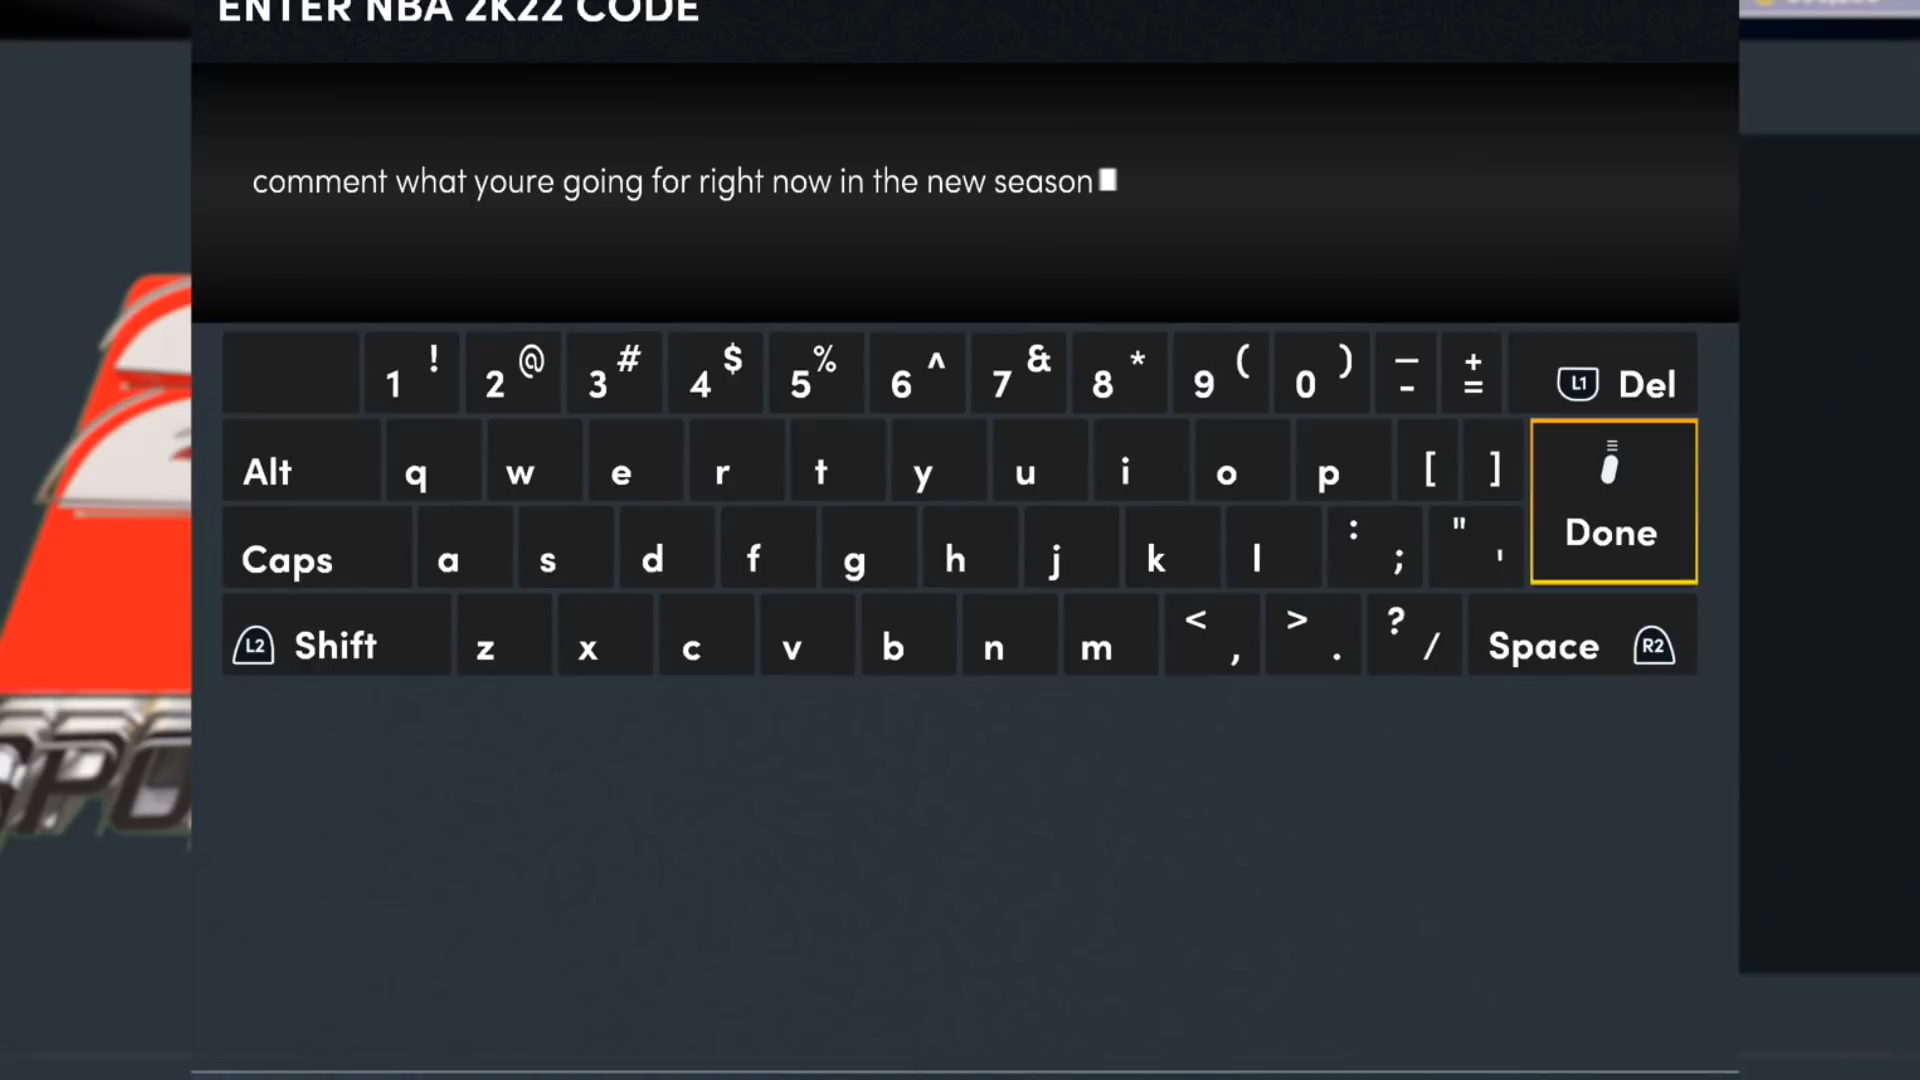 ENTER NBA 2K22 CODE
comment what youre going for right now in the new season
1 ! 2 @ 3 # 4 $ 5 % 6 ^ 7 & 8 * 9 ( 0 ) — - + = L1 Del
Alt q w e r t y u i o p [ ]
Done
Caps a s d f g h j k l : ; " '
L2 Shift z x c v b n m < , > . ? / Space R2
SPO